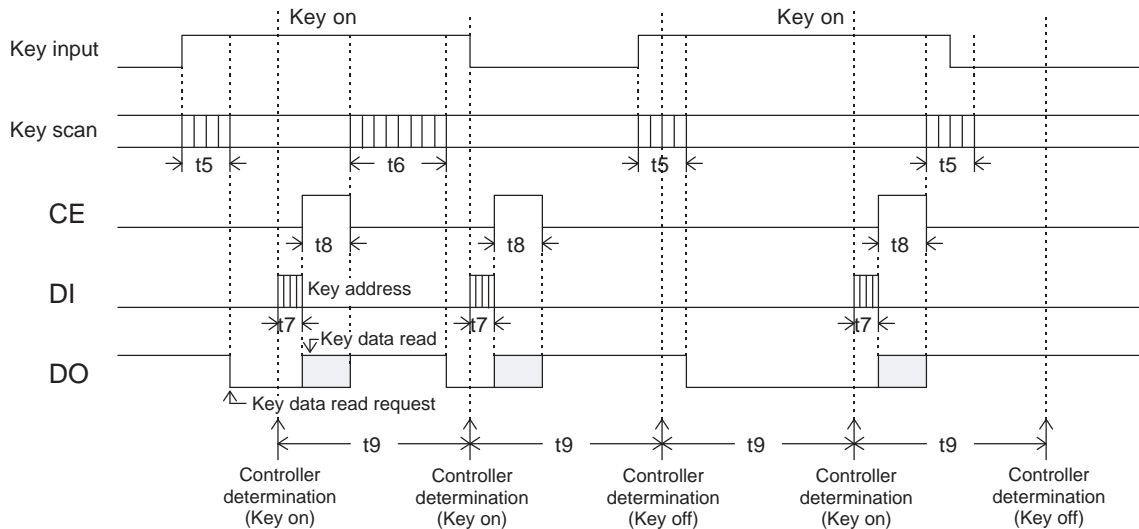 Key on
Key on
Key input
Key scan
t5
t6
t5
t5
CE
t8
t8
t8
DI
Key address
t7
t7
t7
Key data read
DO
Key data read request
t9
t9
t9
t9
Controller
determination
(Key on)
Controller
determination
(Key on)
Controller
determination
(Key off)
Controller
determination
(Key on)
Controller
determination
(Key off)